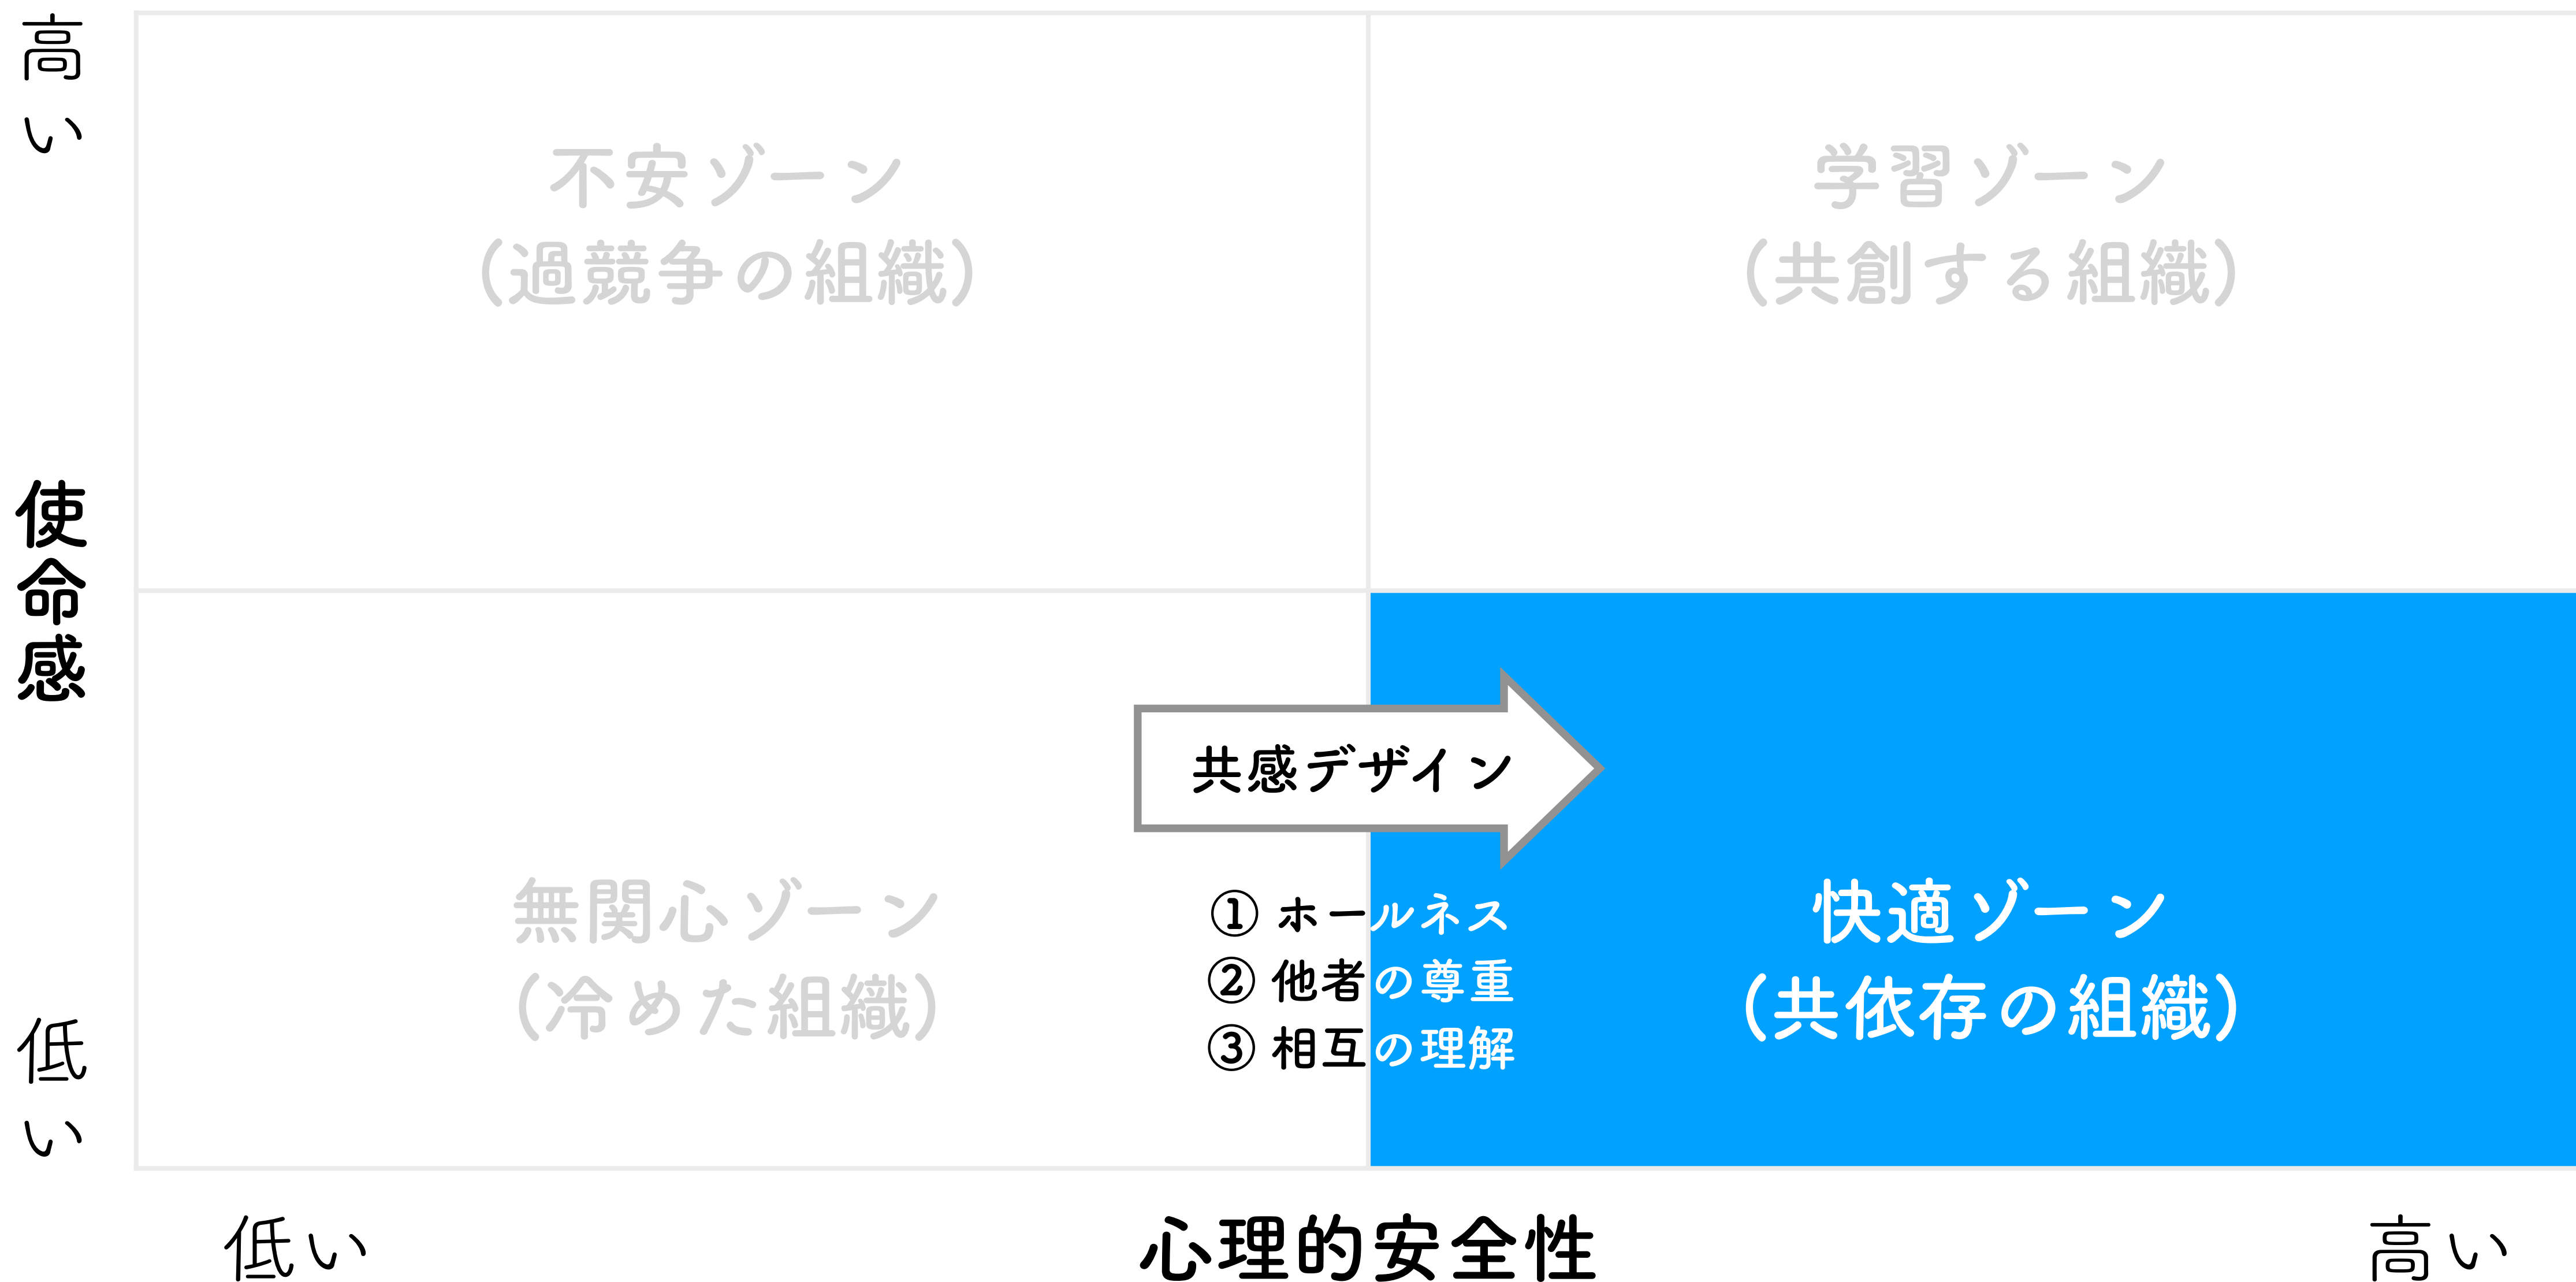 高い
不安ゾーン
（過競争の組織）
学習ゾーン
（共創する組織）
使命感
共感デザイン
無関心ゾーン
（冷めた組織）
① ホールネス
② 他者の尊重
③ 相互の理解
快適ゾーン
（共依存の組織）
低い
低い
心理的安全性
高い